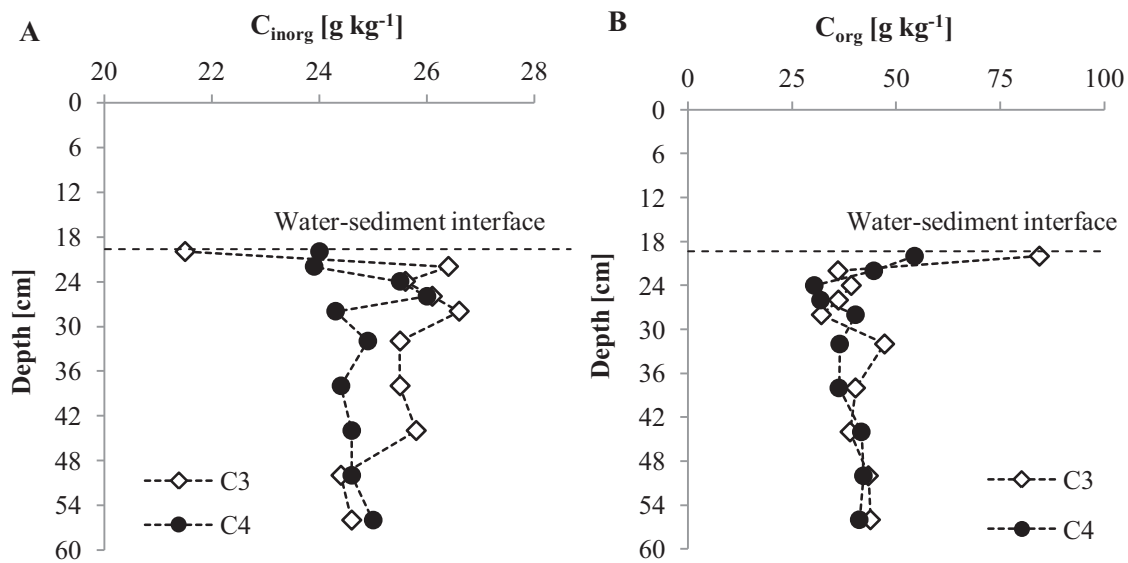 A
C_inorg [g kg⁻¹]
20 22 24 26 28
0
6
12
18
24
30
36
42
48
54
60
Depth [cm]
Water-sediment interface
C3
C4
B
C_org [g kg⁻¹]
0 25 50 75 100
0
6
12
18
24
30
36
42
48
54
60
Depth [cm]
Water-sediment interface
C3
C4